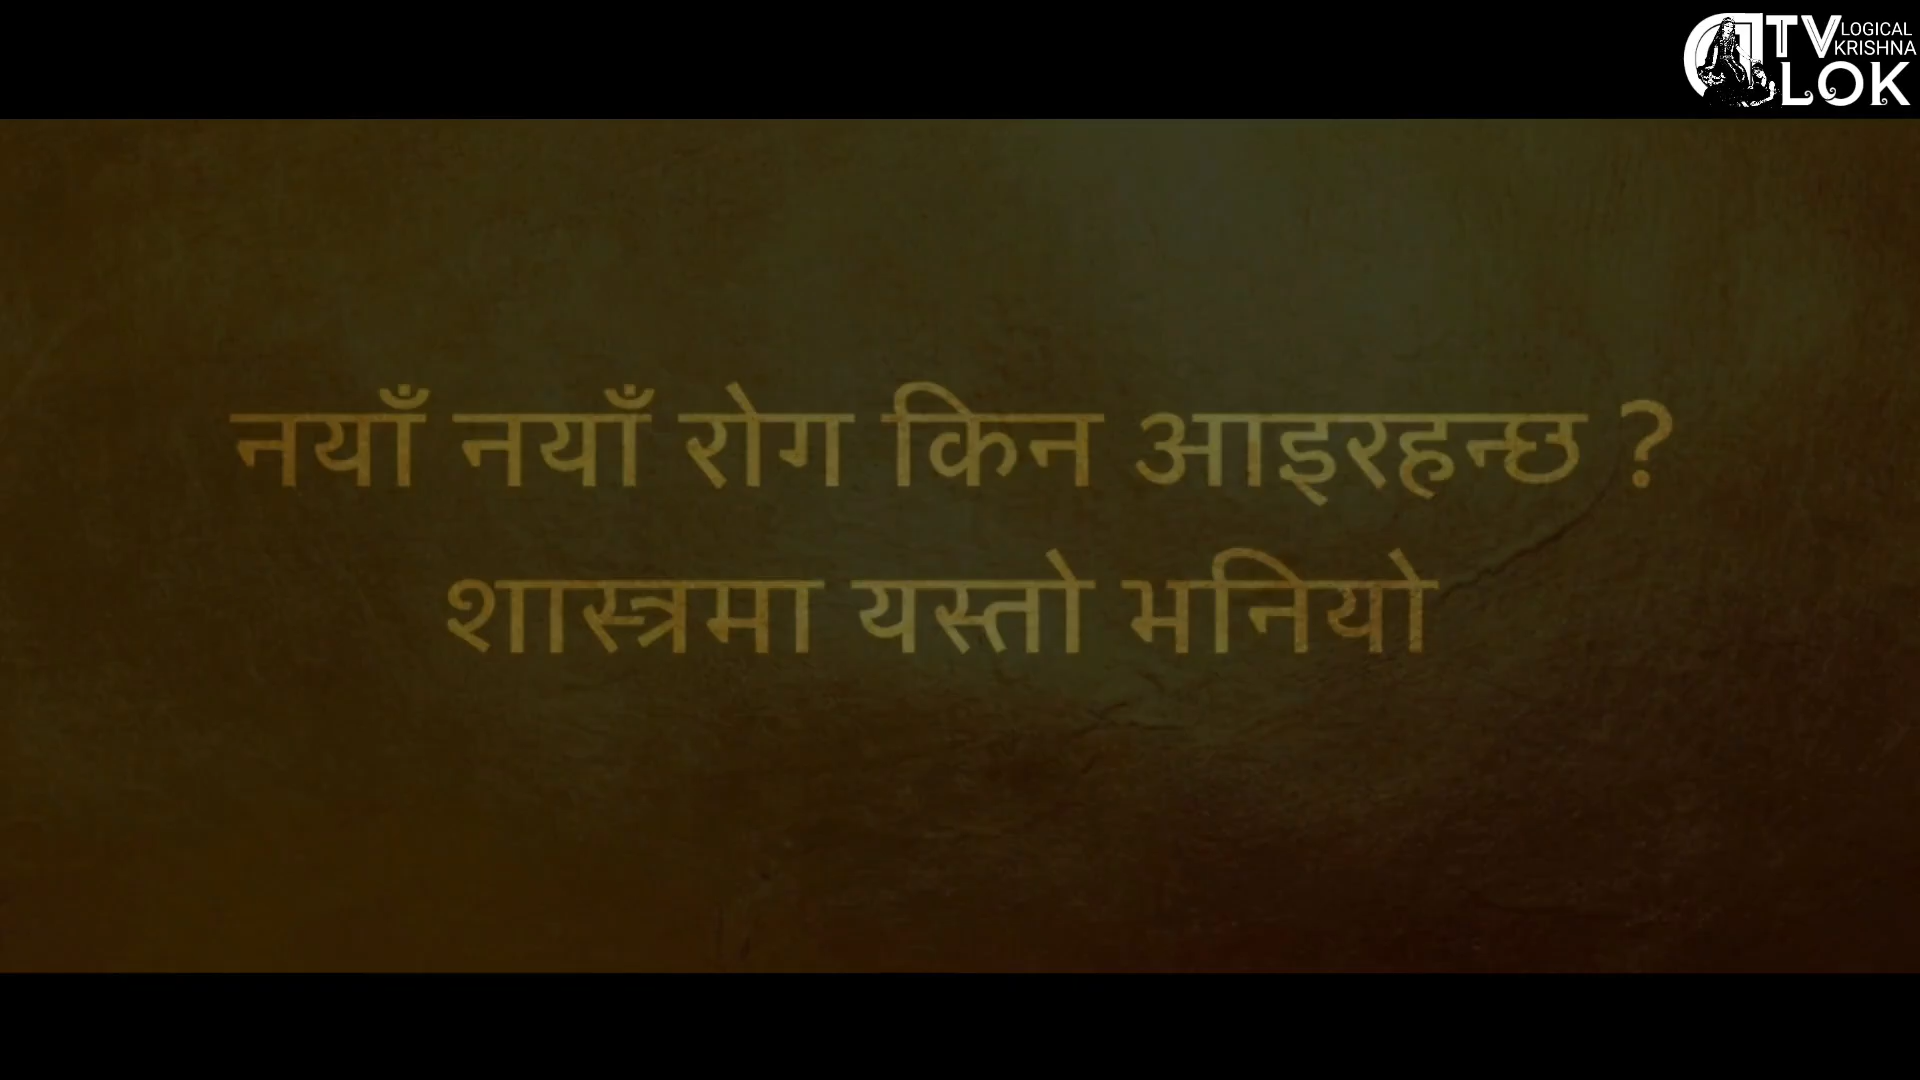 TV LOGICAL
KRISHNA
LOK
नयाँ नयाँ रोग किन आइरहन्छ ?
शास्त्रमा यस्तो भनियो